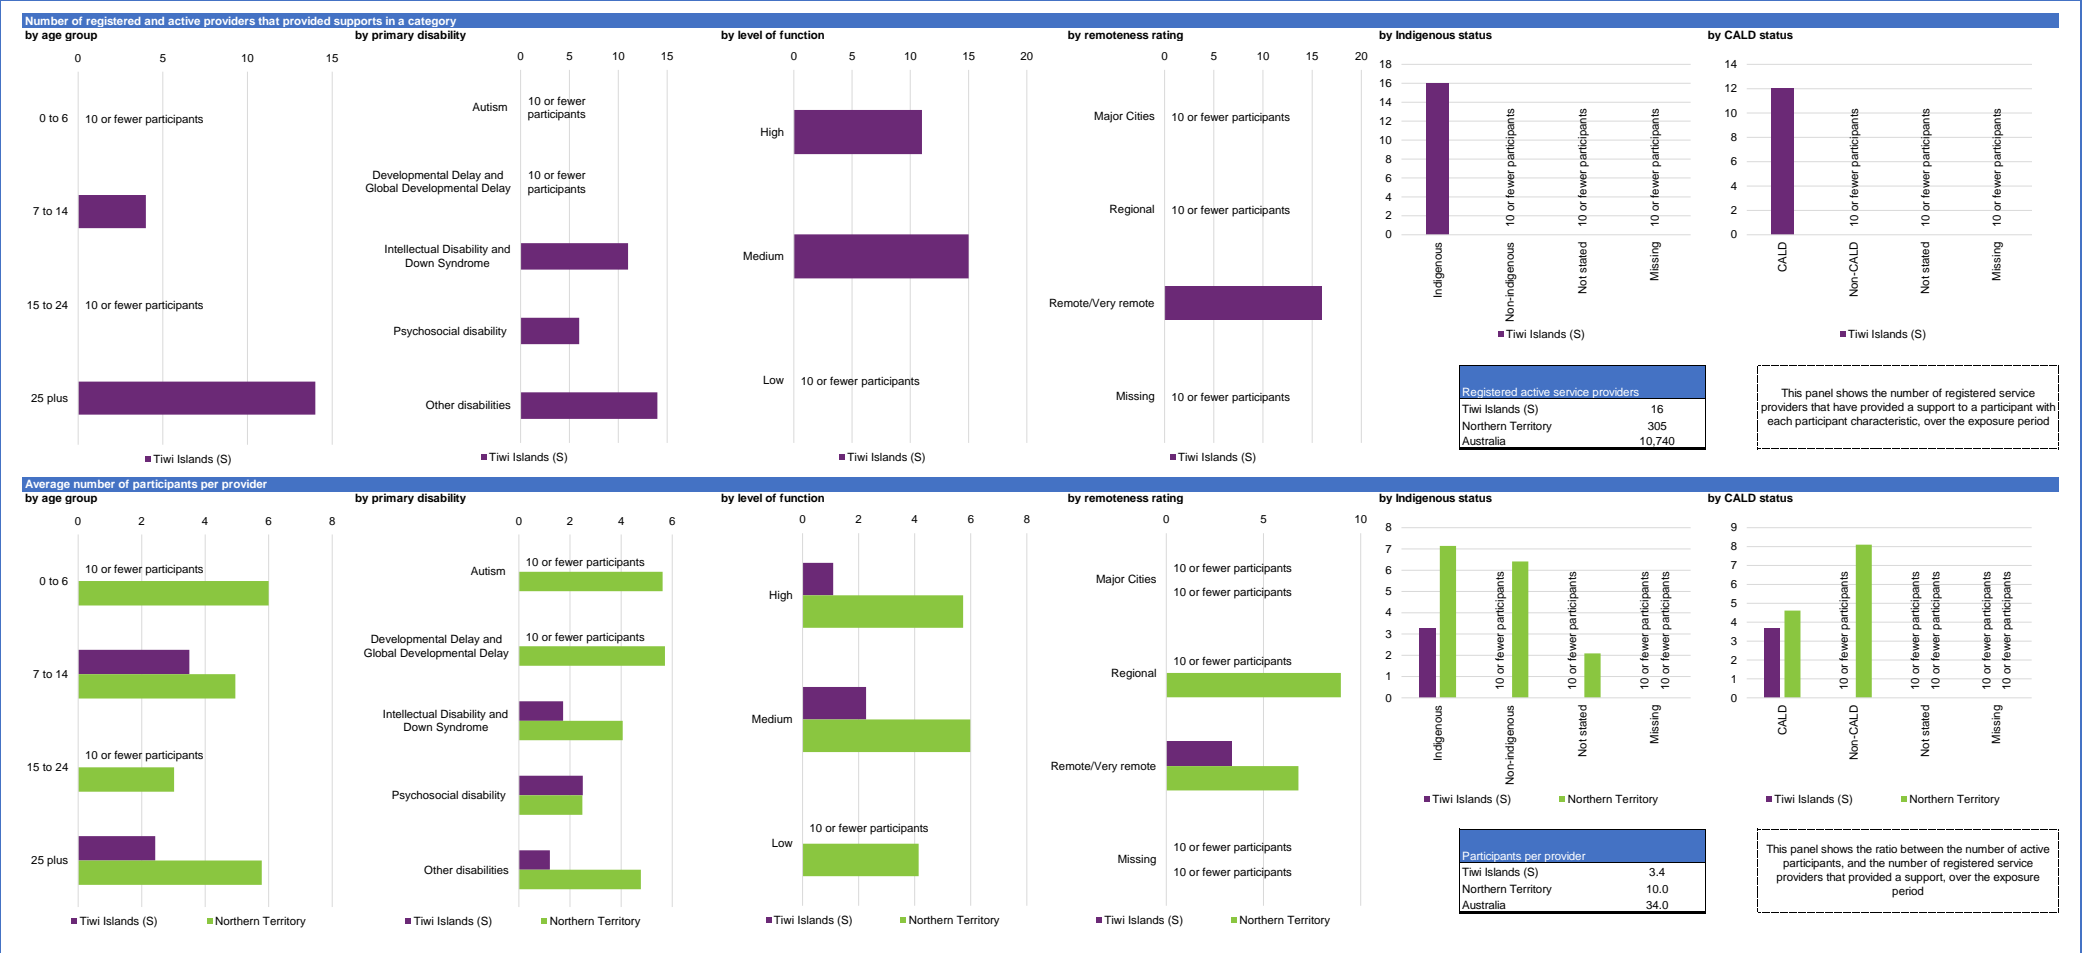 Number of registered and active providers that provided supports in a category
by age group
0 5 10 15
0 to 6
10 or fewer participants
7 to 14
15 to 24
10 or fewer participants
25 plus
Tiwi Islands (S)
by primary disability
0 5 10 15
Autism
10 or fewer
participants
Developmental Delay and
Global Developmental Delay
10 or fewer
participants
Intellectual Disability and
Down Syndrome
Psychosocial disability
Other disabilities
Tiwi Islands (S)
by level of function
0 5 10 15 20
High
Medium
Low
10 or fewer participants
Tiwi Islands (S)
by remoteness rating
0 5 10 15 20
Major Cities
10 or fewer participants
Regional
10 or fewer participants
Remote/Very remote
Missing
10 or fewer participants
Tiwi Islands (S)
by Indigenous status
18
16
14
12
10
8
6
4
2
0
10 or fewer participants
10 or fewer participants
10 or fewer participants
Indigenous
Non-indigenous
Not stated
Missing
Tiwi Islands (S)
by CALD status
14
12
10
8
6
4
2
0
10 or fewer participants
10 or fewer participants
10 or fewer participants
CALD
Non-CALD
Not stated
Missing
Tiwi Islands (S)
Registered active service providers
Tiwi Islands (S) 16
Northern Territory 305
Australia 10,740
This panel shows the number of registered service
providers that have provided a support to a participant with
each participant characteristic, over the exposure period
Average number of participants per provider
by age group
0 2 4 6 8
0 to 6
10 or fewer participants
7 to 14
15 to 24
10 or fewer participants
25 plus
Tiwi Islands (S) Northern Territory
by primary disability
0 2 4 6
Autism
10 or fewer participants
Developmental Delay and
Global Developmental Delay
10 or fewer participants
Intellectual Disability and
Down Syndrome
Psychosocial disability
Other disabilities
Tiwi Islands (S) Northern Territory
by level of function
0 2 4 6 8
High
Medium
Low
10 or fewer participants
Tiwi Islands (S) Northern Territory
by remoteness rating
0 5 10
Major Cities
10 or fewer participants
10 or fewer participants
Regional
10 or fewer participants
Remote/Very remote
Missing
10 or fewer participants
10 or fewer participants
Tiwi Islands (S) Northern Territory
by Indigenous status
8
7
6
5
4
3
2
1
0
10 or fewer participants
10 or fewer participants
10 or fewer participants
10 or fewer participants
Indigenous
Non-indigenous
Not stated
Missing
Tiwi Islands (S) Northern Territory
by CALD status
9
8
7
6
5
4
3
2
1
0
10 or fewer participants
10 or fewer participants
10 or fewer participants
10 or fewer participants
10 or fewer participants
CALD
Non-CALD
Not stated
Missing
Tiwi Islands (S) Northern Territory
Participants per provider
Tiwi Islands (S) 3.4
Northern Territory 10.0
Australia 34.0
This panel shows the ratio between the number of active
participants, and the number of registered service
providers that provided a support, over the exposure
period